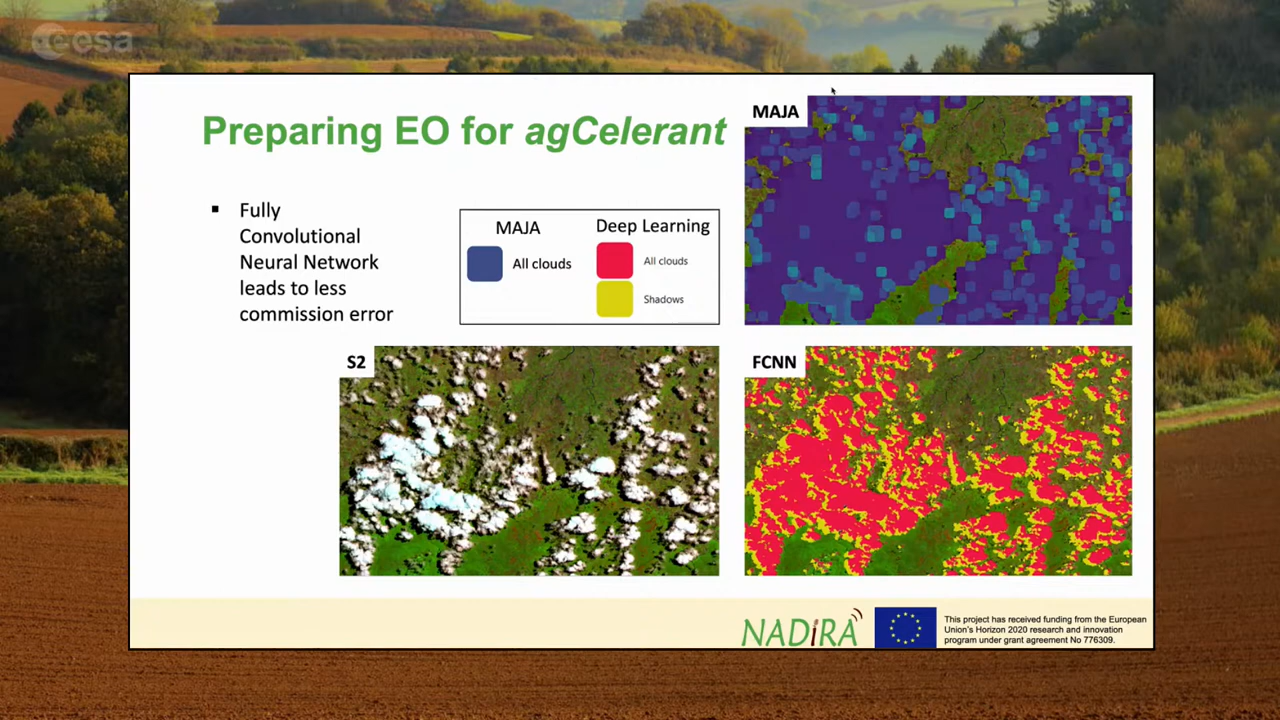 esa
Preparing EO for agCelerant
MAJA
▪ Fully
Convolutional
Neural Network
leads to less
commission error
MAJA
All clouds
Deep Learning
All clouds
Shadows
S2
FCNN
NADiRA
This project has received funding from the European
Union's Horizon 2020 research and innovation
program under grant agreement No 776309.